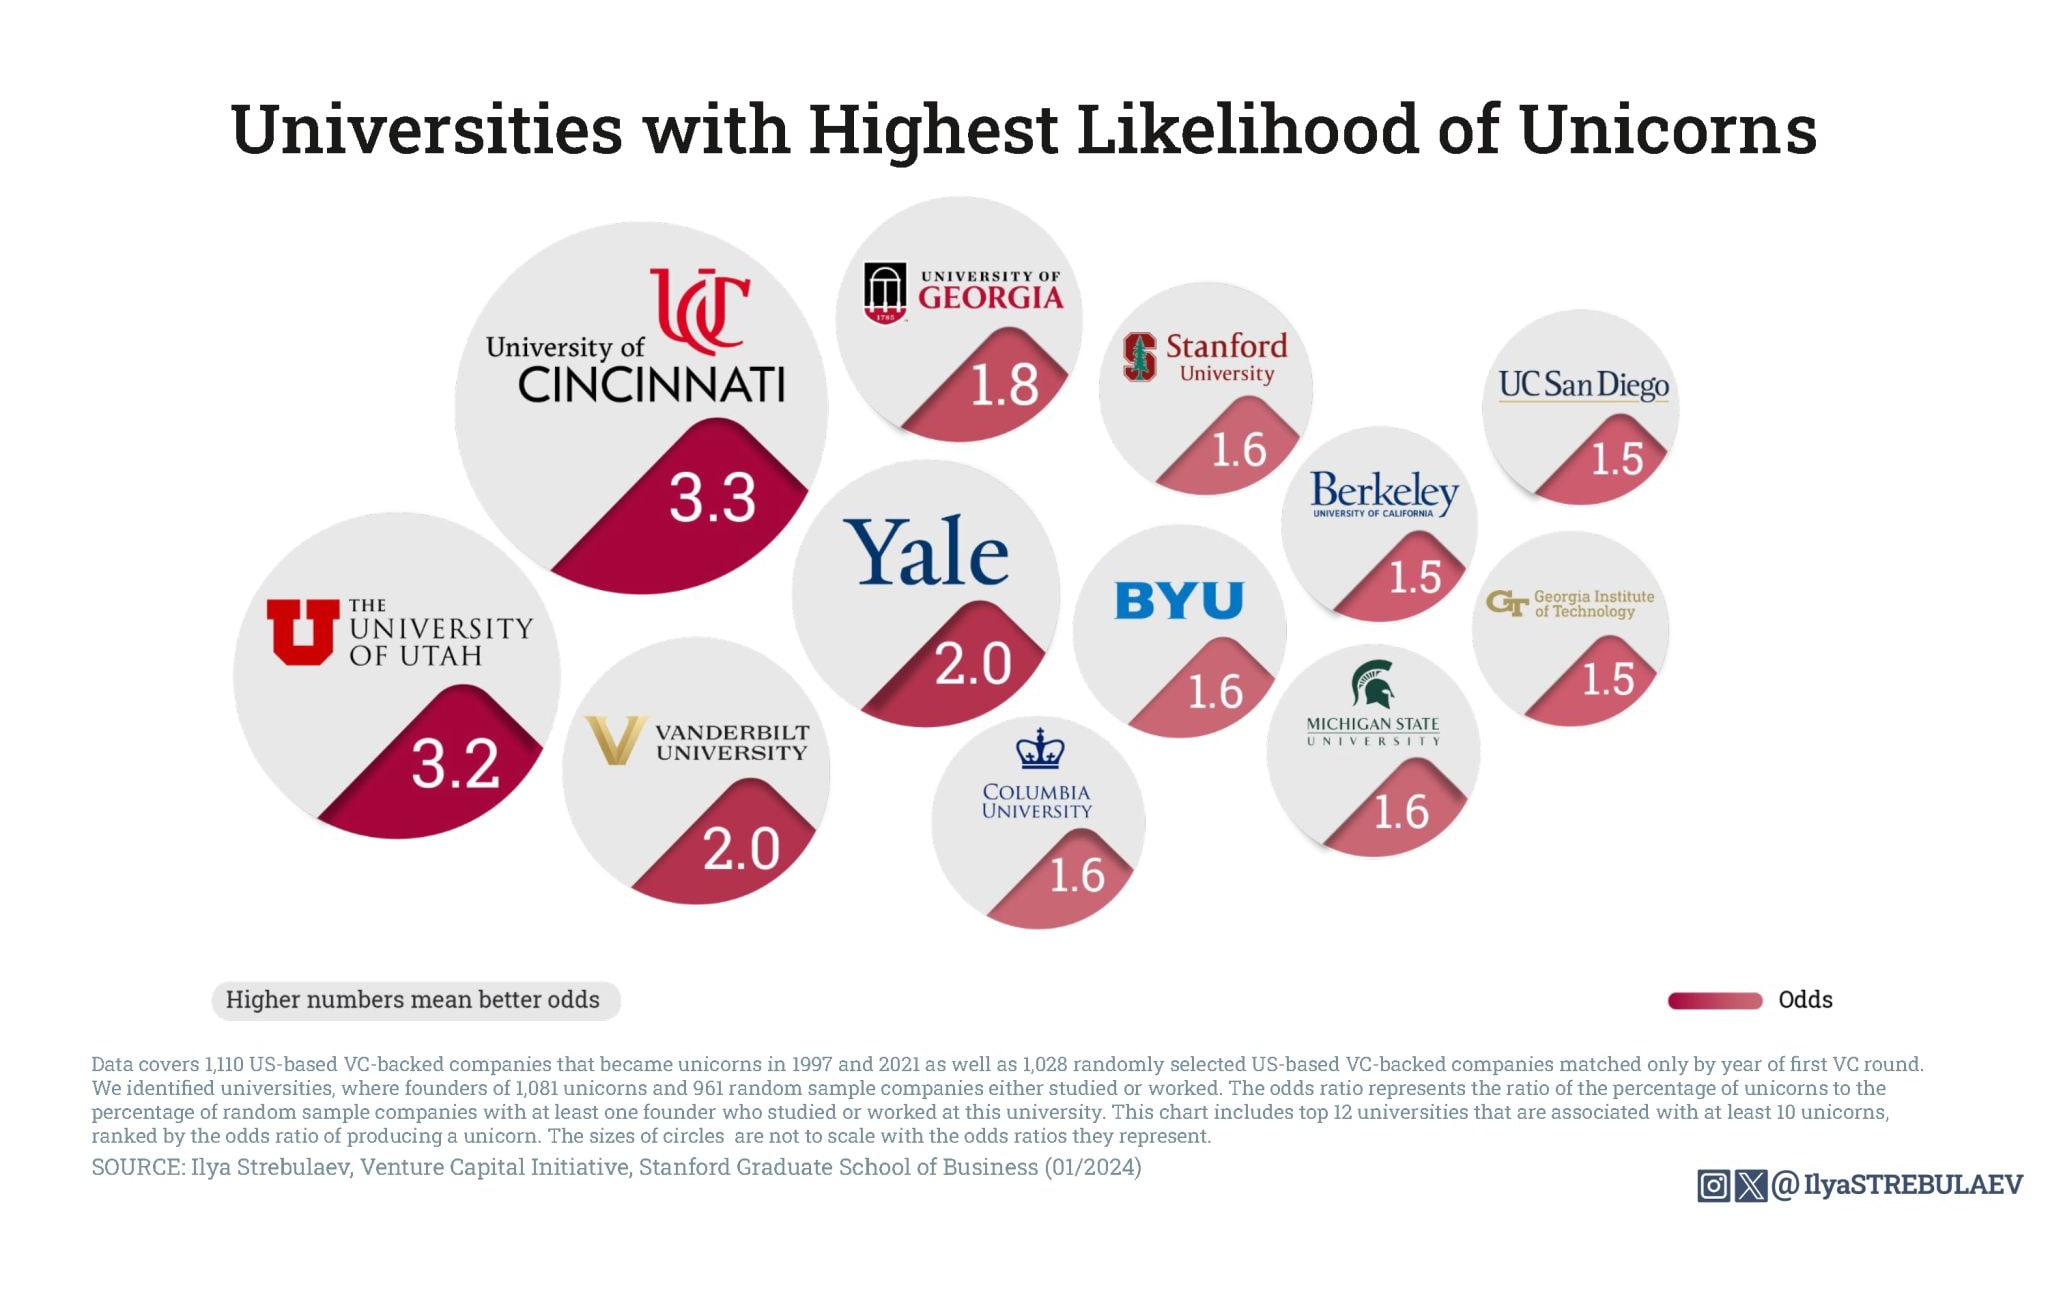 Universities with Highest Likelihood of Unicorns
UC
University of
CINCINNATI
3.3
UNIVERSITY OF
GEORGIA
1785
1.8
Stanford
University
1.6
UC San Diego
1.5
Berkeley
UNIVERSITY OF CALIFORNIA
1.5
Yale
2.0
THE
UNIVERSITY
OF UTAH
3.2
BYU
1.6
GT
Georgia Institute
of Technology
1.5
V
VANDERBILT
UNIVERSITY
2.0
MICHIGAN STATE
UNIVERSITY
1.6
COLUMBIA
UNIVERSITY
1.6
Higher numbers mean better odds
Odds
Data covers 1,110 US-based VC-backed companies that became unicorns in 1997 and 2021 as well as 1,028 randomly selected US-based VC-backed companies matched only by year of first VC round.
We identified universities, where founders of 1,081 unicorns and 961 random sample companies either studied or worked. The odds ratio represents the ratio of the percentage of unicorns to the
percentage of random sample companies with at least one founder who studied or worked at this university. This chart includes top 12 universities that are associated with at least 10 unicorns,
ranked by the odds ratio of producing a unicorn. The sizes of circles are not to scale with the odds ratios they represent.
SOURCE: Ilya Strebulaev, Venture Capital Initiative, Stanford Graduate School of Business (01/2024)
@IlyaSTREBULAEV